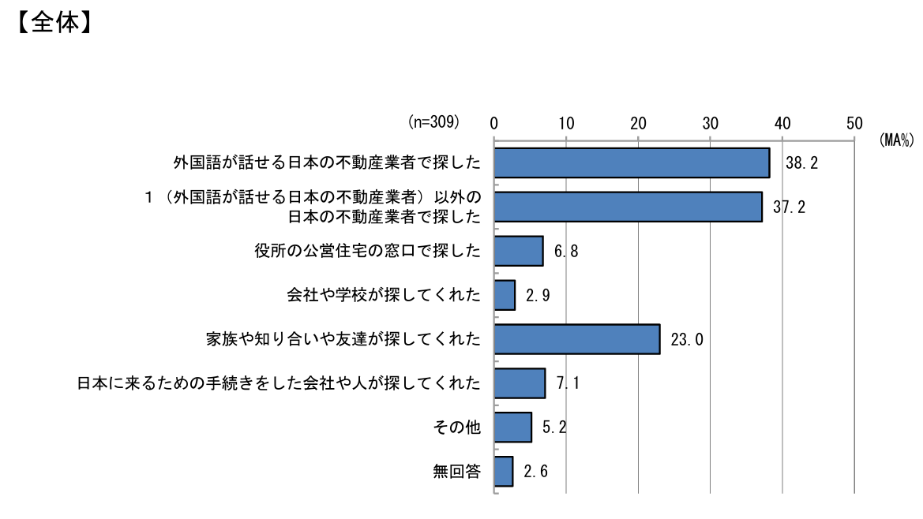 【全体】
(n=309)
0 10 20 30 40 50
(MA%)
外国語が話せる日本の不動産業者で探した 38.2
１（外国語が話せる日本の不動産業者）以外の
日本の不動産業者で探した 37.2
役所の公営住宅の窓口で探した 6.8
会社や学校が探してくれた 2.9
家族や知り合いや友達が探してくれた 23.0
日本に来るための手続きをした会社や人が探してくれた 7.1
その他 5.2
無回答 2.6